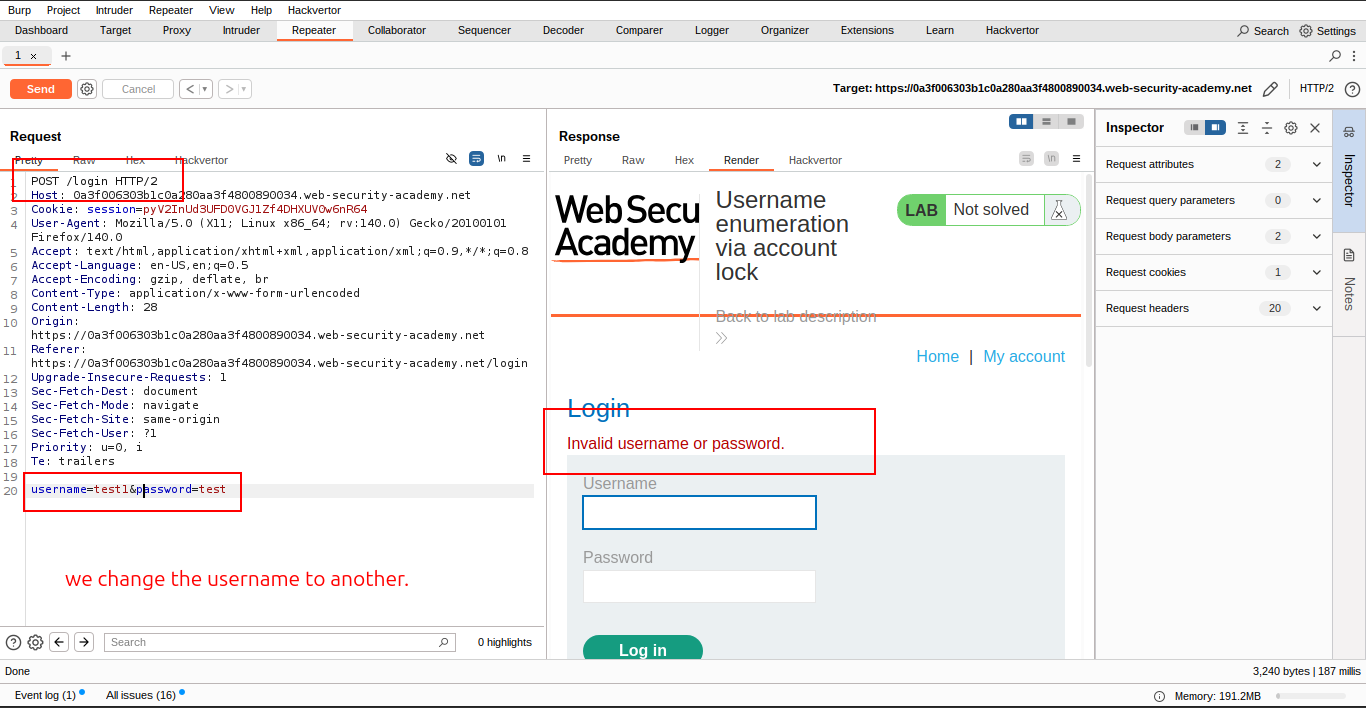 Burp Project Intruder Repeater View Help Hackvertor
Dashboard Target Proxy Intruder Repeater Collaborator Sequencer Decoder Comparer Logger Organizer Extensions Learn Hackvertor Search Settings
1 × +
Send Cancel < > Target: https://0a3f006303b1c0a280aa3f4800890034.web-security-academy.net HTTP/2
Request
Pretty Raw Hex Hackvertor \n
1 POST /login HTTP/2
2 Host: 0a3f006303b1c0a280aa3f4800890034.web-security-academy.net
3 Cookie: session=pyV2InUd3UFD0VGJ1Zf4DHXUV0w6nR64
4 User-Agent: Mozilla/5.0 (X11; Linux x86_64; rv:140.0) Gecko/20100101
Firefox/140.0
5 Accept: text/html,application/xhtml+xml,application/xml;q=0.9,*/*;q=0.8
6 Accept-Language: en-US,en;q=0.5
7 Accept-Encoding: gzip, deflate, br
8 Content-Type: application/x-www-form-urlencoded
9 Content-Length: 28
10 Origin:
https://0a3f006303b1c0a280aa3f4800890034.web-security-academy.net
11 Referer:
https://0a3f006303b1c0a280aa3f4800890034.web-security-academy.net/login
12 Upgrade-Insecure-Requests: 1
13 Sec-Fetch-Dest: document
14 Sec-Fetch-Mode: navigate
15 Sec-Fetch-Site: same-origin
16 Sec-Fetch-User: ?1
17 Priority: u=0, i
18 Te: trailers
19
20 username=test1&password=test
we change the username to another.
Search 0 highlights
Response
Pretty Raw Hex Render Hackvertor \n
Web Secu
Academy
Username
enumeration
via account
lock
LAB Not solved
Back to lab description
Home | My account
Login
Invalid username or password.
Username
Password
Log in
Inspector
Request attributes 2
Request query parameters 0
Request body parameters 2
Request cookies 1
Request headers 20
Inspector
Notes
Done 3,240 bytes | 187 millis
Event log (1) All issues (16) Memory: 191.2MB